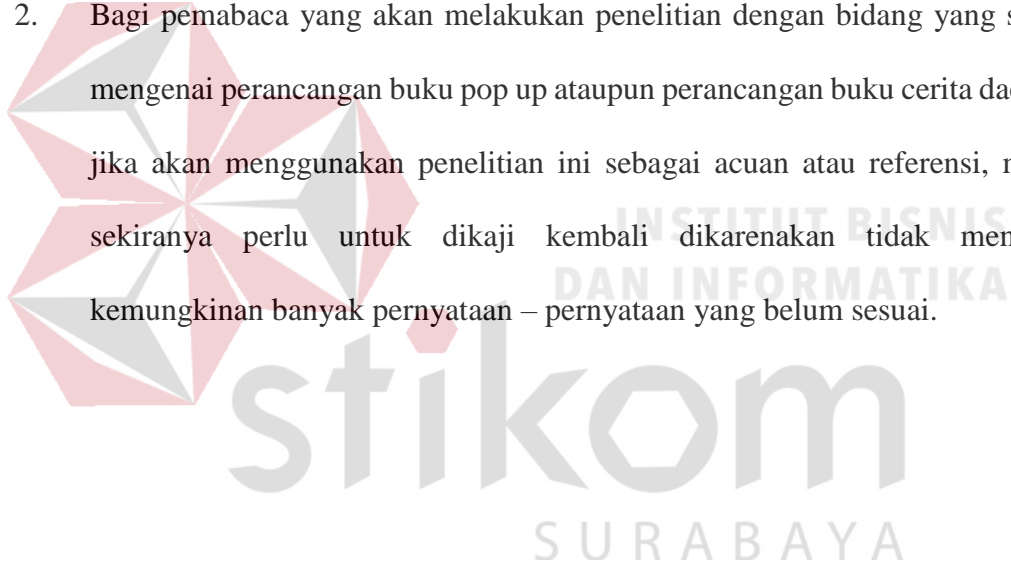 2. Bagi pemabaca yang akan melakukan penelitian dengan bidang yang
mengenai perancangan buku pop up ataupun perancangan buku cerita
jika akan menggunakan penelitian ini sebagai acuan atau referensi,
INSTITUT BISNIS
sekiranya perlu untuk dikaji kembali dikarenakan tidak
DAN INFORMATIKA
kemungkinan banyak pernyataan – pernyataan yang belum sesuai.
stikom
SURABAYA